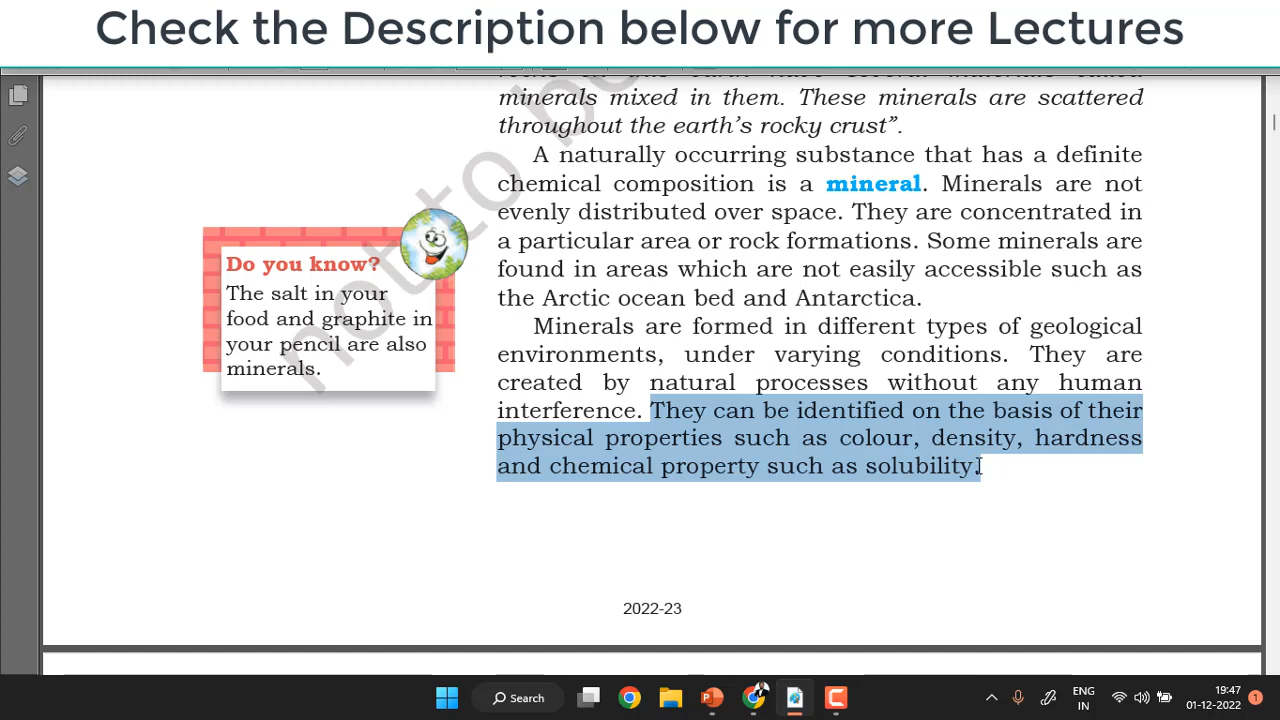 Check the Description below for more Lectures
minerals mixed in them. These minerals are scattered
throughout the earth's rocky crust".
A naturally occurring substance that has a definite
chemical composition is a mineral. Minerals are not
evenly distributed over space. They are concentrated in
a particular area or rock formations. Some minerals are
found in areas which are not easily accessible such as
the Arctic ocean bed and Antarctica.
Do you know?
The salt in your
food and graphite in
your pencil are also
minerals.
Minerals are formed in different types of geological
environments, under varying conditions. They are
created by natural processes without any human
interference. They can be identified on the basis of their
physical properties such as colour, density, hardness
and chemical property such as solubility.
not to be
2022-23
Search
ENG
IN
19:47
01-12-2022
1